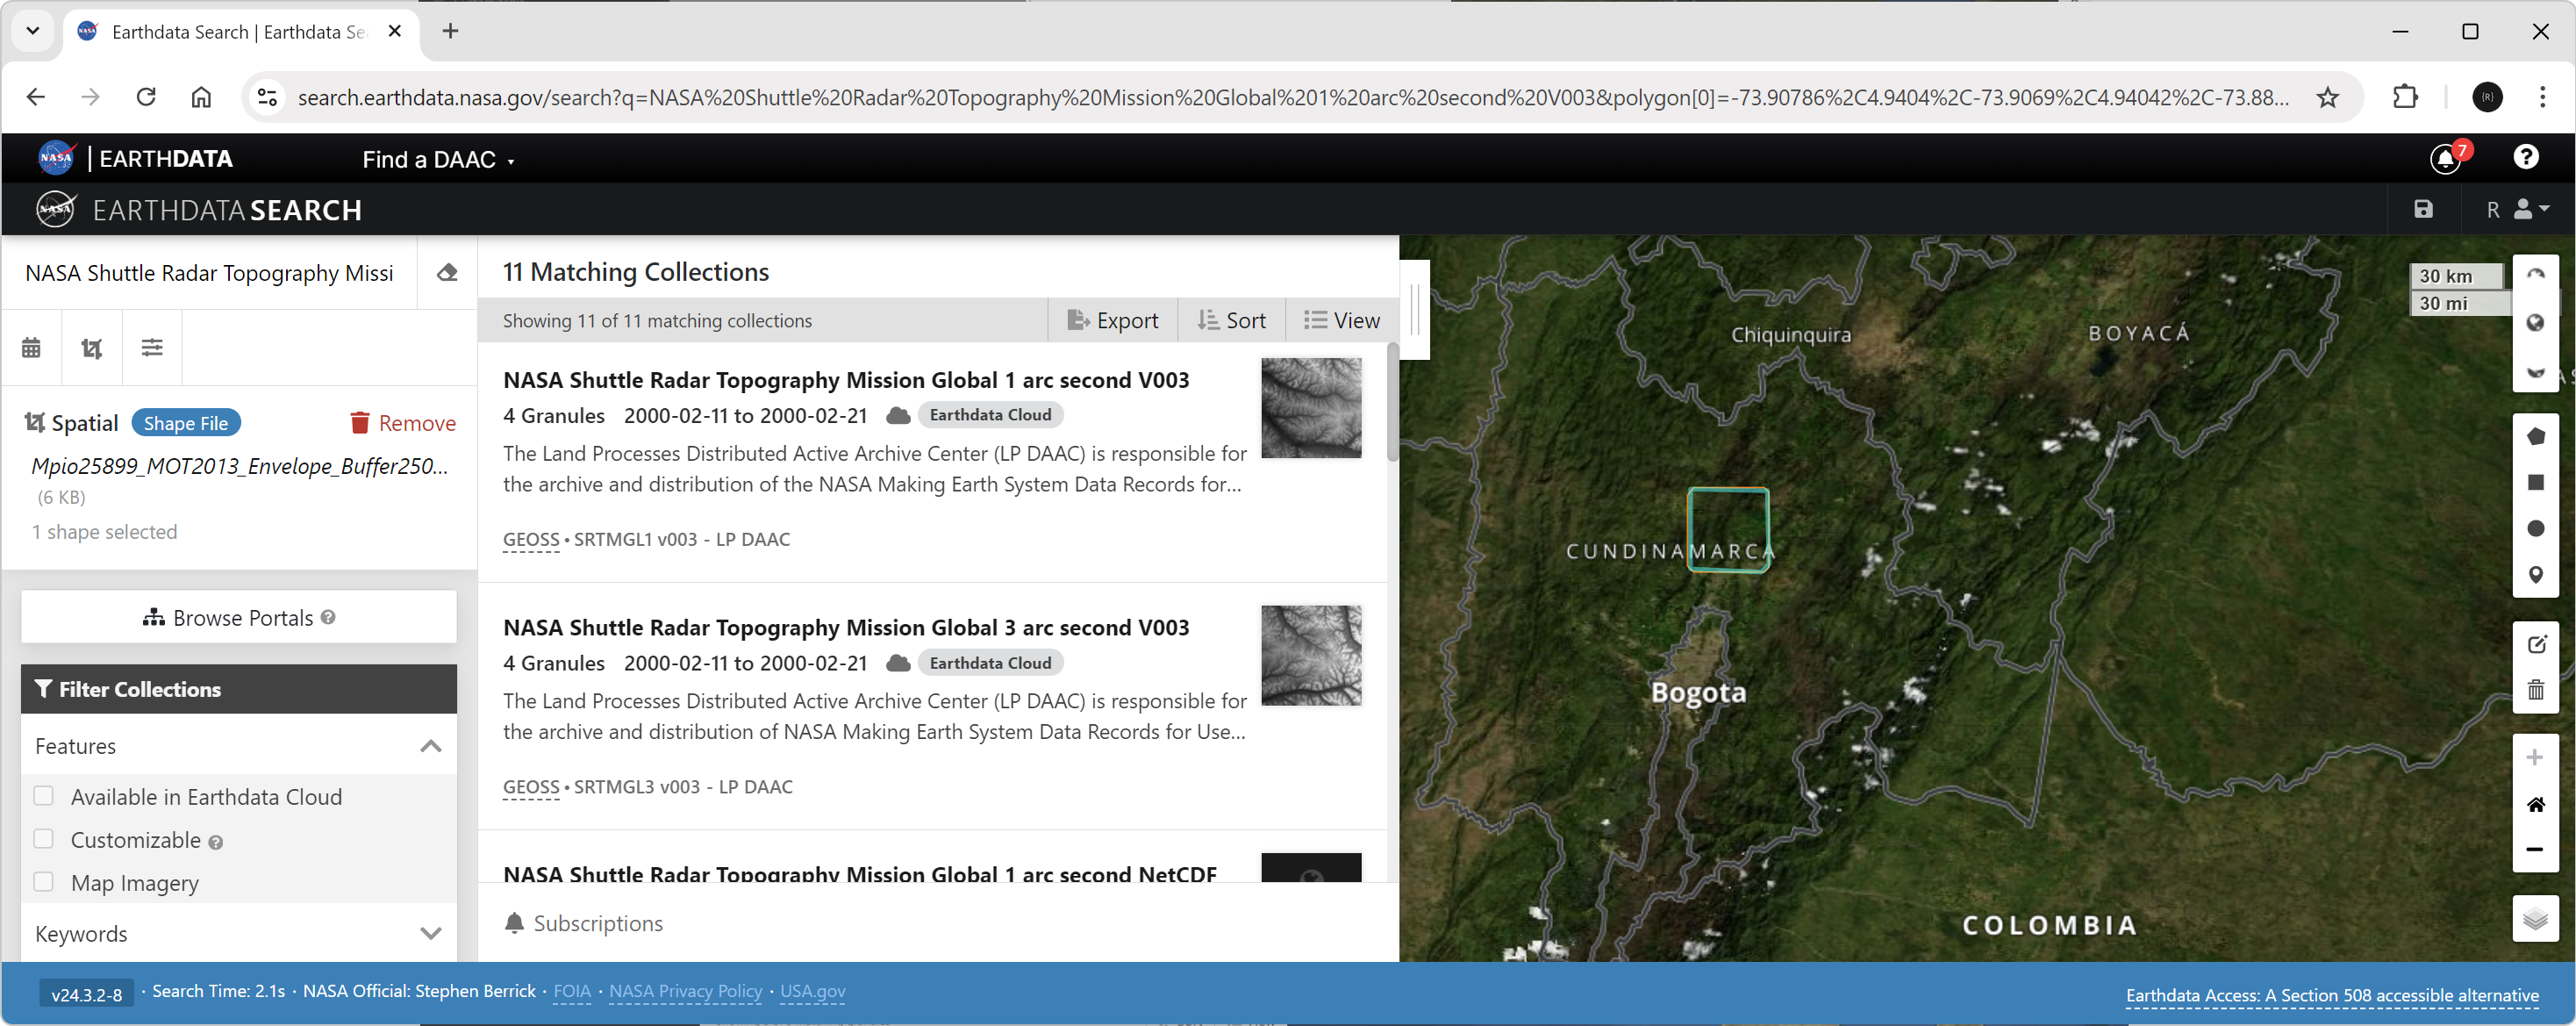 Earthdata Search | Earthdata Se
search.earthdata.nasa.gov/search?q=NASA%20Shuttle%20Radar%20Topography%20Mission%20Global%201%20arc%20second%20V003&polygon[0]=-73.90786%2C4.9404%2C-73.9069%2C4.94042%2C-73.88...
{R}
NASA | EARTHDATA
Find a DAAC
7
NASA EARTHDATA SEARCH
R
NASA Shuttle Radar Topography Missi
Spatial Shape File Remove
Mpio25899_MOT2013_Envelope_Buffer250...
(6 KB)
1 shape selected
Browse Portals
Filter Collections
Features
Available in Earthdata Cloud
Customizable
Map Imagery
Keywords
11 Matching Collections
Showing 11 of 11 matching collections
Export
Sort
View
NASA Shuttle Radar Topography Mission Global 1 arc second V003
4 Granules 2000-02-11 to 2000-02-21 Earthdata Cloud
The Land Processes Distributed Active Archive Center (LP DAAC) is responsible for
the archive and distribution of the NASA Making Earth System Data Records for...
GEOSS • SRTMGL1 v003 - LP DAAC
NASA Shuttle Radar Topography Mission Global 3 arc second V003
4 Granules 2000-02-11 to 2000-02-21 Earthdata Cloud
The Land Processes Distributed Active Archive Center (LP DAAC) is responsible for
the archive and distribution of NASA Making Earth System Data Records for Use...
GEOSS • SRTMGL3 v003 - LP DAAC
NASA Shuttle Radar Topography Mission Global 1 arc second NetCDF
Subscriptions
30 km
30 mi
Chiquinquira
BOYACÁ
CUNDINAMARCA
Bogota
COLOMBIA
v24.3.2-8 · Search Time: 2.1s · NASA Official: Stephen Berrick · FOIA · NASA Privacy Policy · USA.gov
Earthdata Access: A Section 508 accessible alternative